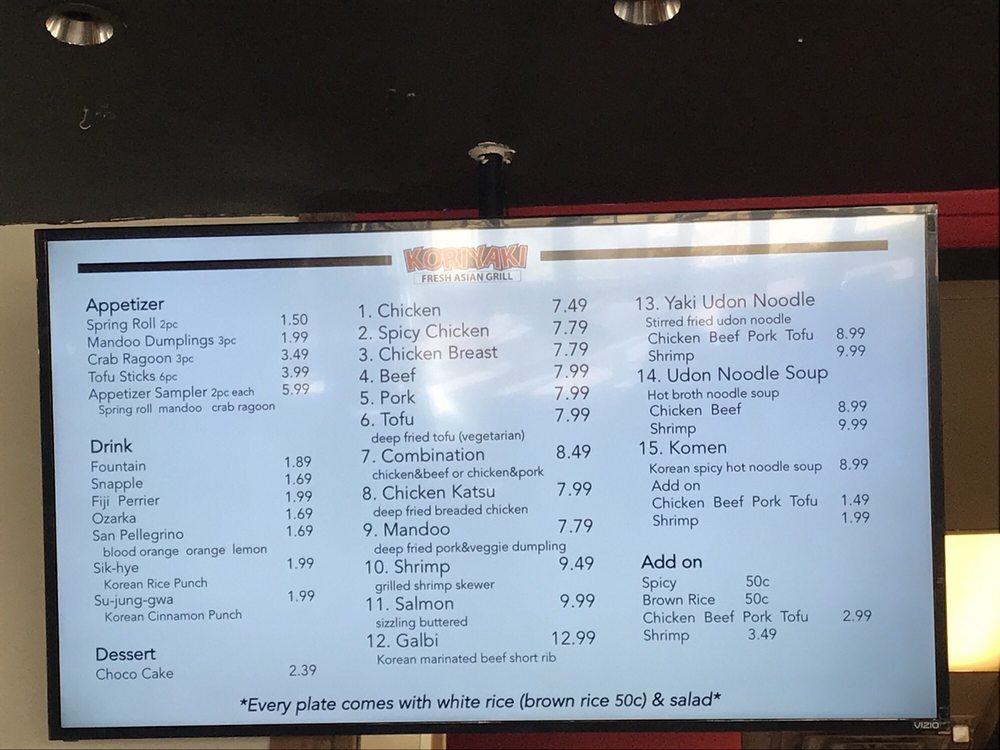 KORINAKI
FRESH ASIAN GRILL
Appetizer
Spring Roll 2pc 1.50
Mandoo Dumplings 3pc 1.99
Crab Ragoon 3pc 3.49
Tofu Sticks 6pc 3.99
Appetizer Sampler 2pc each 5.99
Spring roll mandoo crab ragoon
Drink
Fountain 1.89
Snapple 1.69
Fiji Perrier 1.99
Ozarka 1.69
San Pellegrino 1.69
blood orange orange lemon
Sik-hye 1.99
Korean Rice Punch
Su-jung-gwa 1.99
Korean Cinnamon Punch
Dessert
Choco Cake 2.39
1. Chicken 7.49
2. Spicy Chicken 7.79
3. Chicken Breast 7.79
4. Beef 7.99
5. Pork 7.99
6. Tofu 7.99
deep fried tofu (vegetarian)
7. Combination 8.49
chicken&beef or chicken&pork
8. Chicken Katsu 7.99
deep fried breaded chicken
9. Mandoo 7.79
deep fried pork&veggie dumpling
10. Shrimp 9.49
grilled shrimp skewer
11. Salmon 9.99
sizzling buttered
12. Galbi 12.99
Korean marinated beef short rib
13. Yaki Udon Noodle
Stirred fried udon noodle
Chicken Beef Pork Tofu 8.99
Shrimp 9.99
14. Udon Noodle Soup
Hot broth noodle soup
Chicken Beef 8.99
Shrimp 9.99
15. Komen
Korean spicy hot noodle soup 8.99
Add on
Chicken Beef Pork Tofu 1.49
Shrimp 1.99
Add on
Spicy 50c
Brown Rice 50c
Chicken Beef Pork Tofu 2.99
Shrimp 3.49
*Every plate comes with white rice (brown rice 50c) & salad*
VIZIO